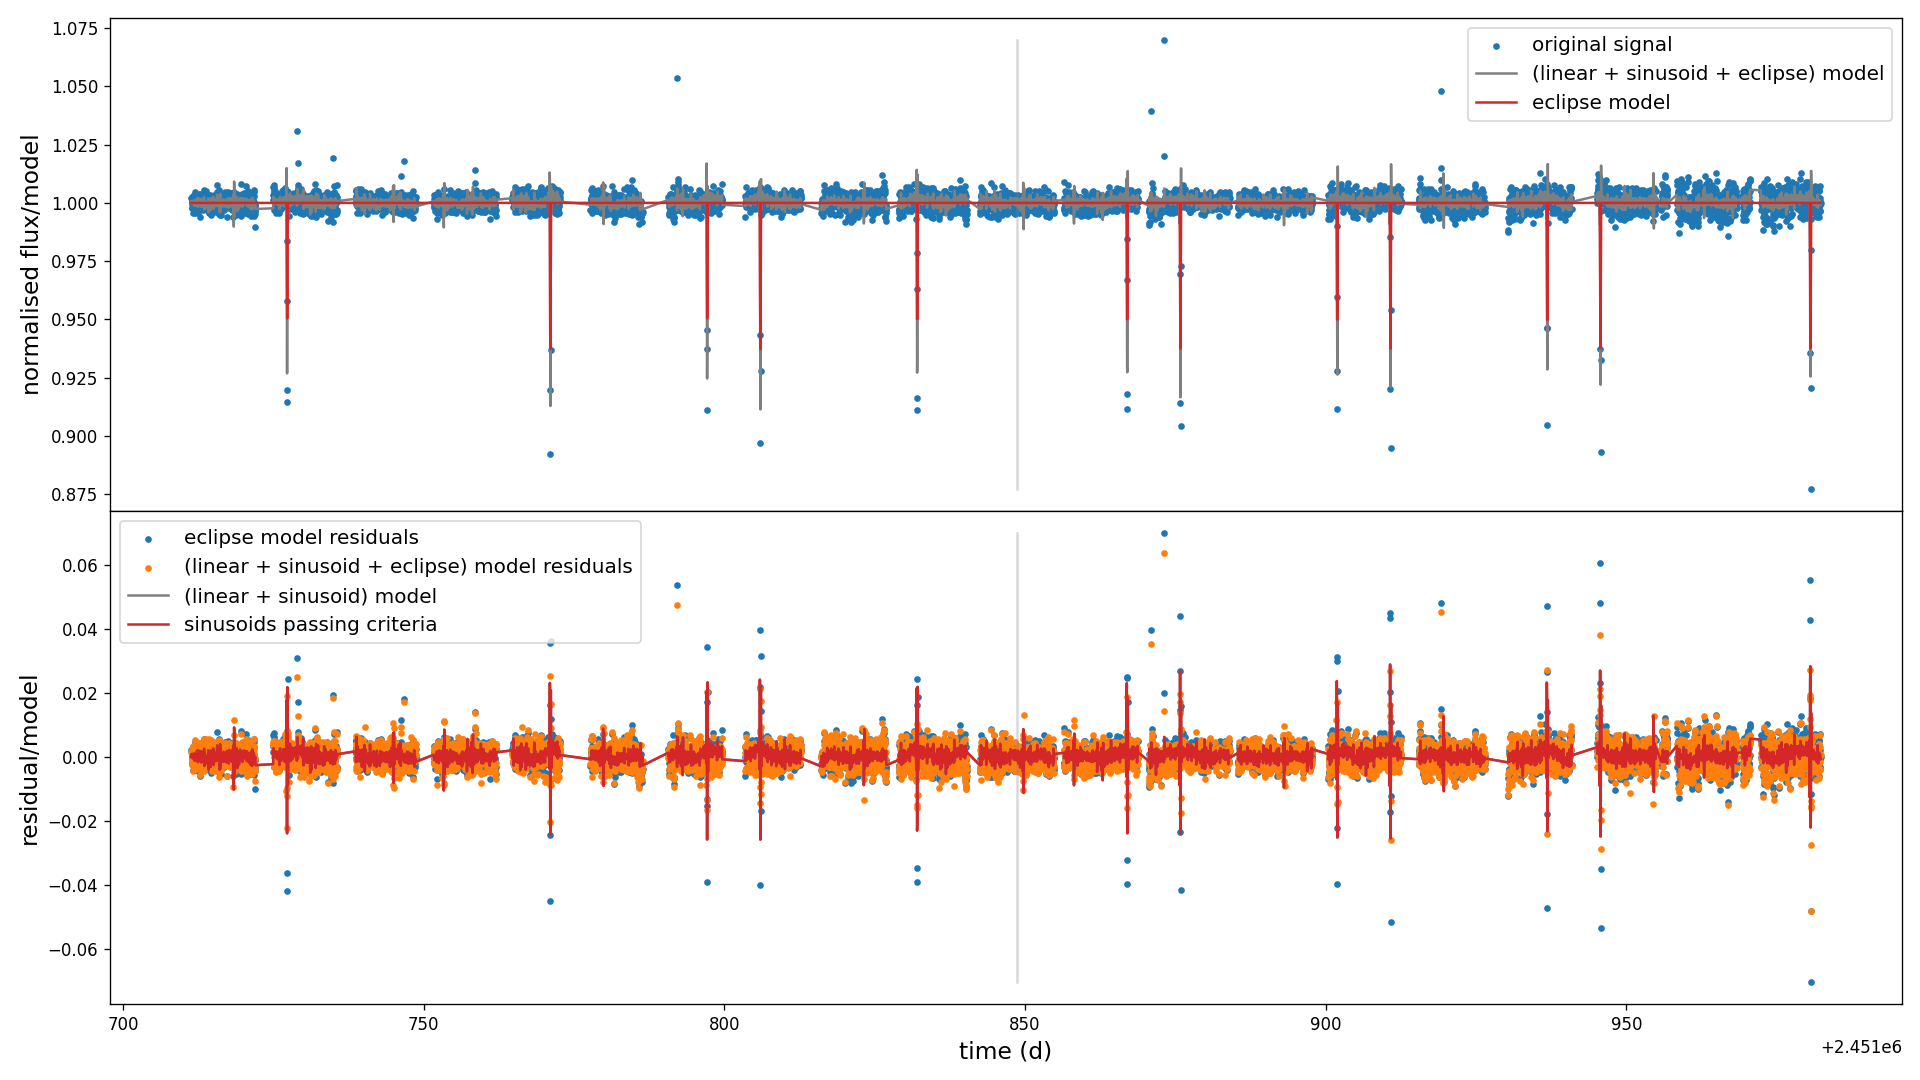 1.075
1.050
1.025
1.000
0.975
0.950
0.925
0.900
0.875
normalised flux/model
original signal
(linear + sinusoid + eclipse) model
eclipse model
0.06
0.04
0.02
0.00
−0.02
−0.04
−0.06
residual/model
eclipse model residuals
(linear + sinusoid + eclipse) model residuals
(linear + sinusoid) model
sinusoids passing criteria
700
750
800
850
900
950
time (d)
+2.451e6